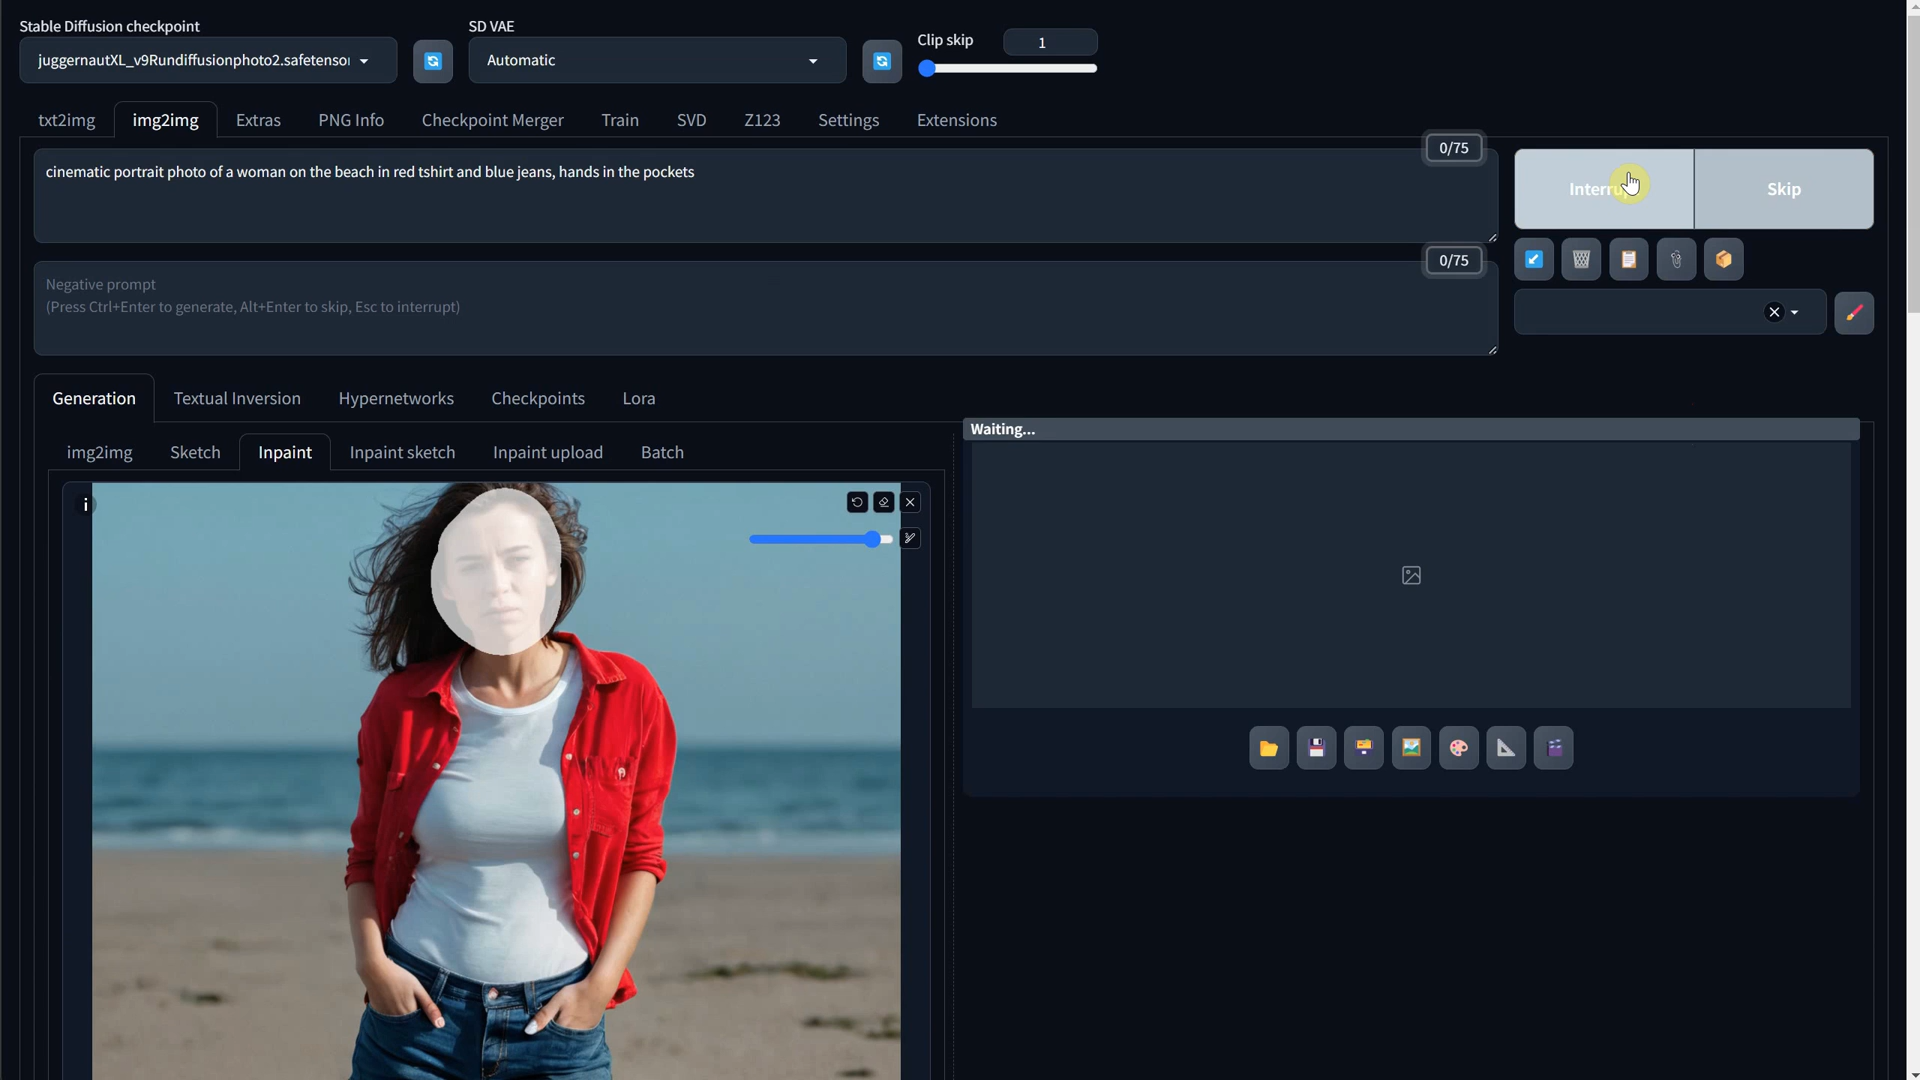 Stable Diffusion checkpoint
SD VAE
Clip skip
1
juggernautXL_v9Rundiffusionphoto2.safetensor
Automatic
txt2img
img2img
Extras
PNG Info
Checkpoint Merger
Train
SVD
Z123
Settings
Extensions
0/75
cinematic portrait photo of a woman on the beach in red tshirt and blue jeans, hands in the pockets
Interrupt
Skip
0/75
Negative prompt
(Press Ctrl+Enter to generate, Alt+Enter to skip, Esc to interrupt)
Generation
Textual Inversion
Hypernetworks
Checkpoints
Lora
Waiting...
img2img
Sketch
Inpaint
Inpaint sketch
Inpaint upload
Batch
i